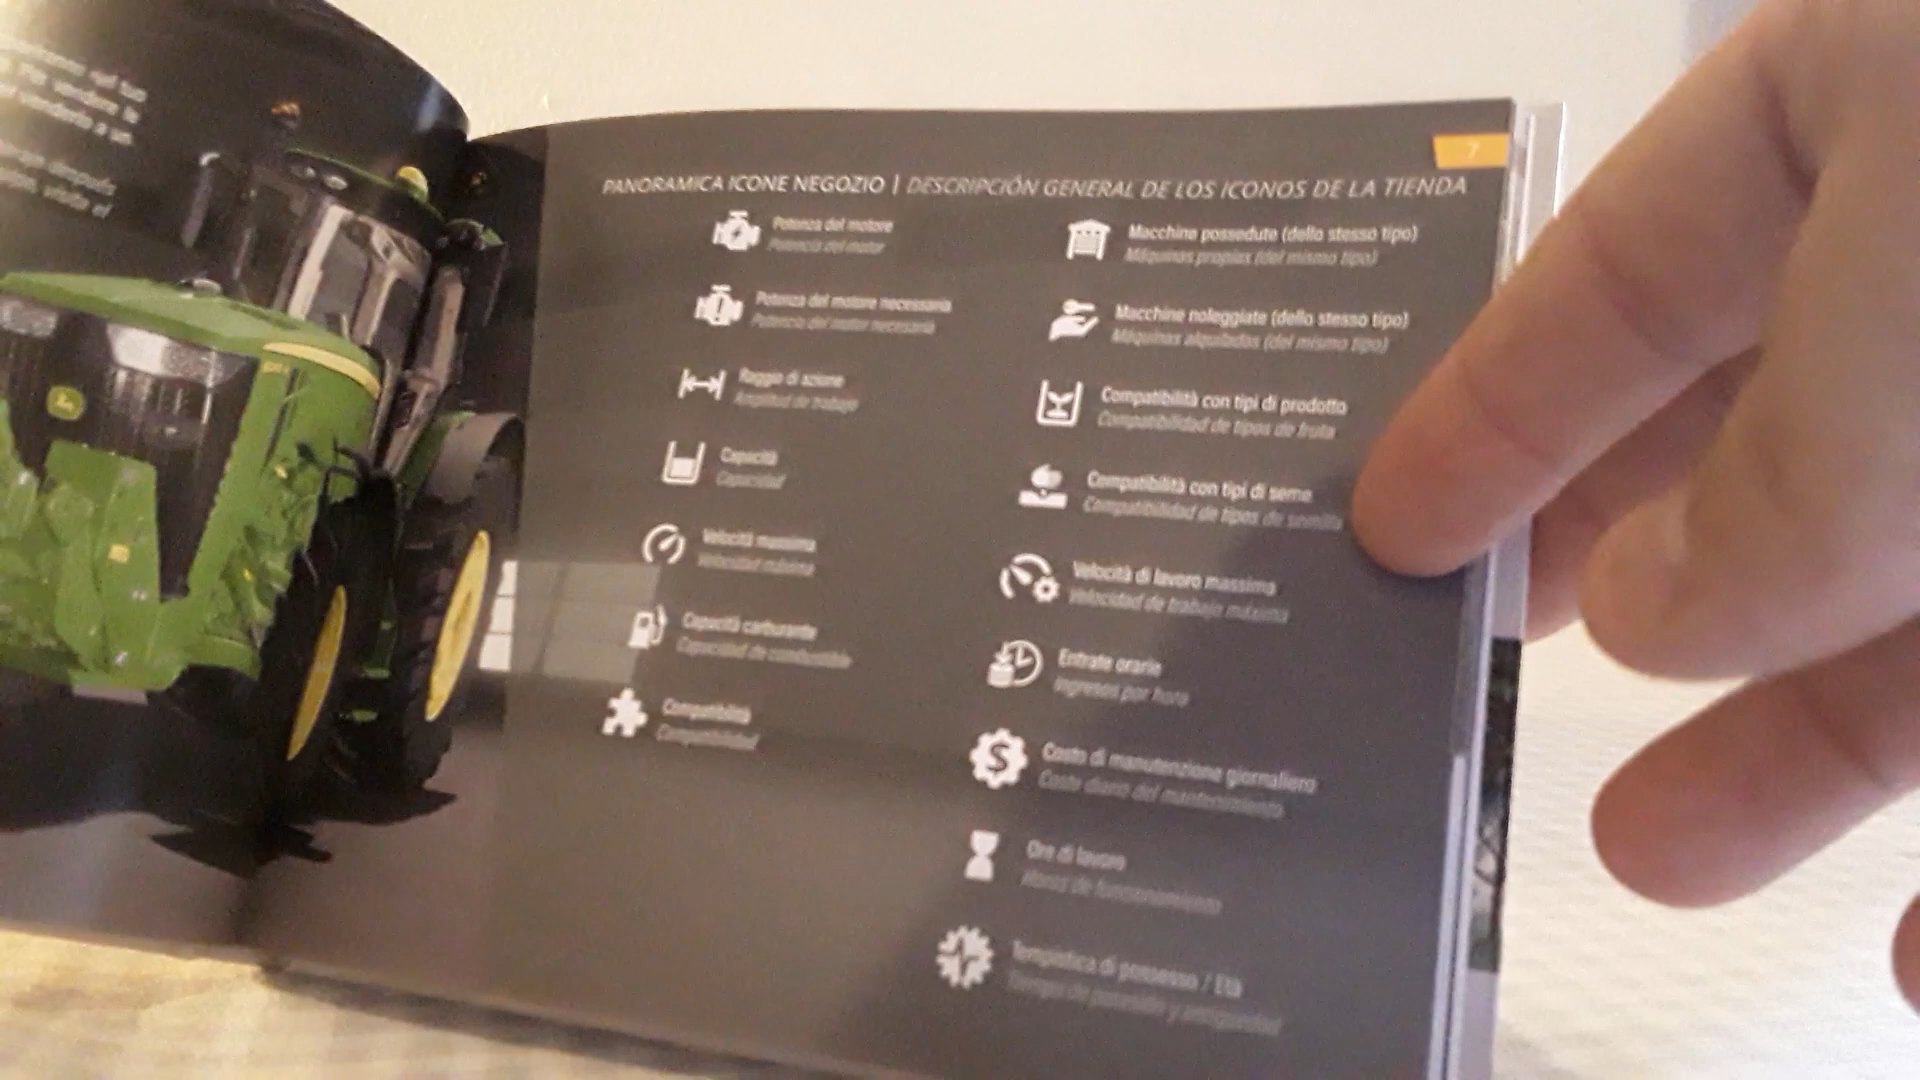 7
PANORAMICA ICONE NEGOZIO | DESCRIPCIÓN GENERAL DE LOS ICONOS DE LA TIENDA
Potenza del motore
Potencia del motor
Potenza del motore necessaria
Potencia del motor necesaria
Raggio di azione
Amplitud de trabajo
Capacità
Capacidad
Velocità massima
Velocidad máxima
Capacità carburante
Capacidad de combustible
Compatibilità
Compatibilidad
Macchine possedute (dello stesso tipo)
Máquinas propias (del mismo tipo)
Macchine noleggiate (dello stesso tipo)
Máquinas alquiladas (del mismo tipo)
Compatibilità con tipi di prodotto
Compatibilidad de tipos de fruta
Compatibilità con tipi di seme
Compatibilidad de tipos de semilla
Velocità di lavoro massima
Velocidad de trabajo máxima
Entrate orarie
Ingresos por hora
Costo di manutenzione giornaliero
Coste diario del mantenimiento
Ore di lavoro
Horas de funcionamiento
Tempistica di possesso / Età
Tiempo de posesión y antigüedad